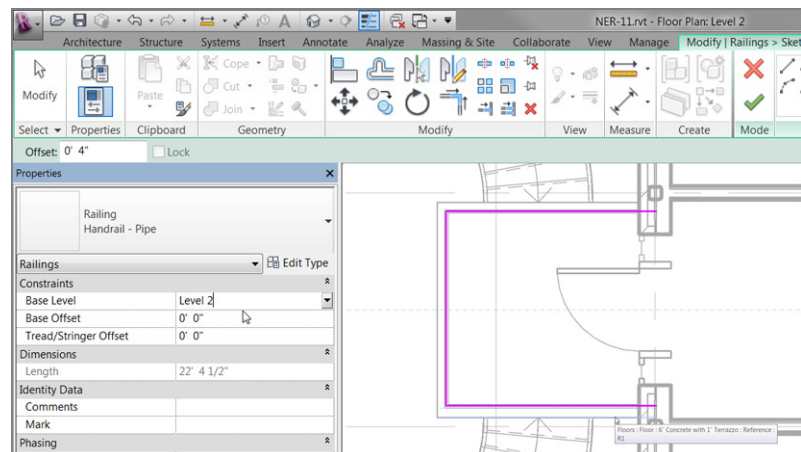 NER-11.rvt - Floor Plan: Level 2
Architecture Structure Systems Insert Annotate Analyze Massing & Site Collaborate View Manage Modify | Railings > Sket
Modify
Paste
Cope
Cut
Join
Select Properties Clipboard Geometry Modify View Measure Create Mode
Offset: 0' 4" Lock
Properties
Railing
Handrail - Pipe
Railings Edit Type
Constraints
Base Level Level 2
Base Offset 0' 0"
Tread/Stringer Offset 0' 0"
Dimensions
Length 22' 4 1/2"
Identity Data
Comments
Mark
Phasing
Floors : Floor : 6" Concrete with 1" Terrazzo : Reference :
R1